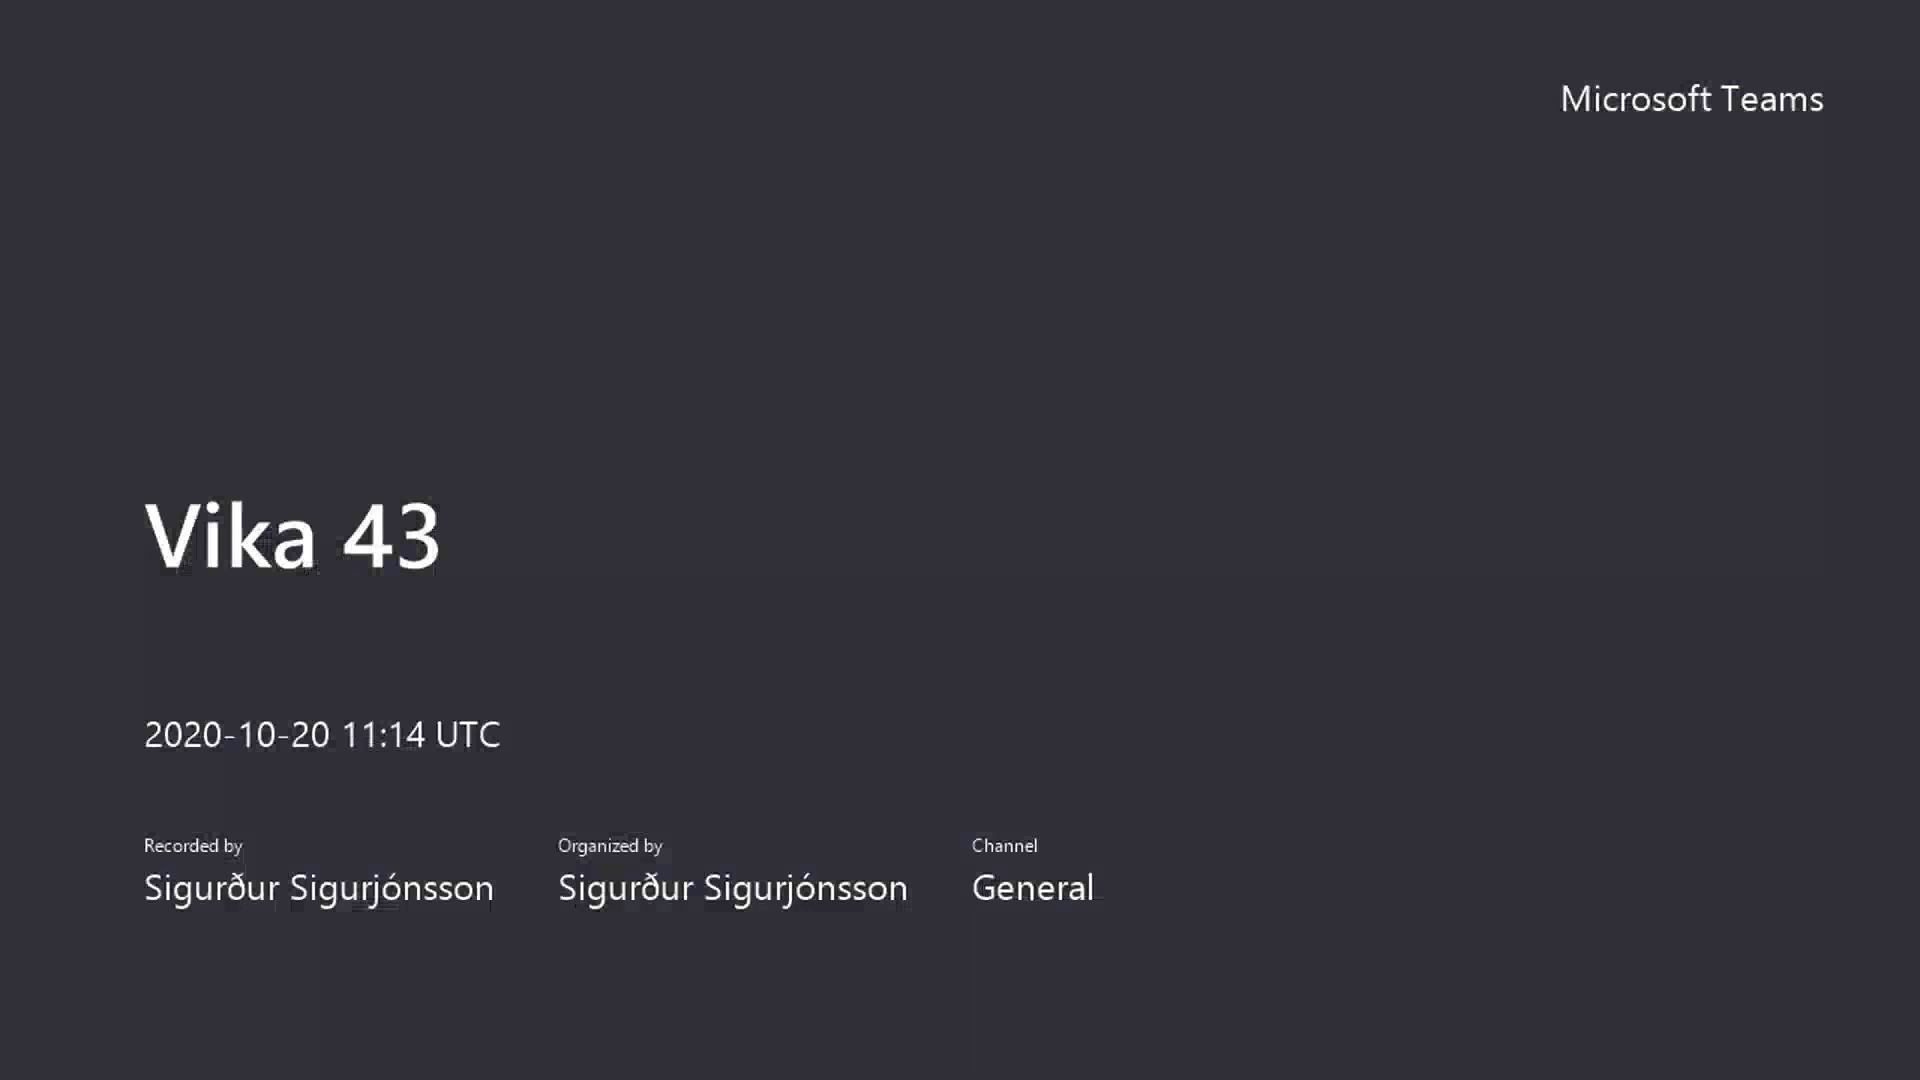 Microsoft Teams
Vika 43
2020-10-20 11:14 UTC
Recorded by
Sigurður Sigurjónsson
Organized by
Sigurður Sigurjónsson
Channel
General